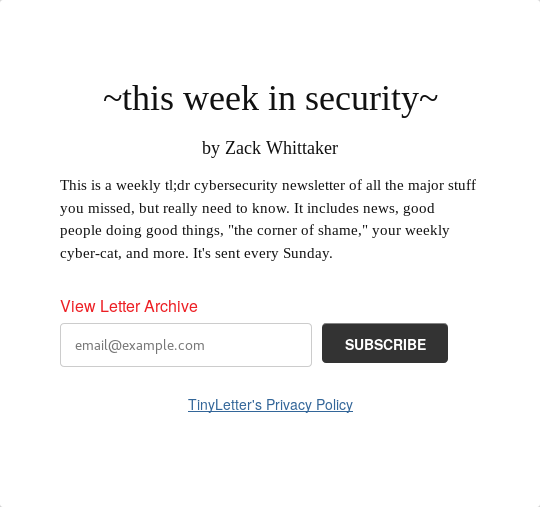 ~this week in security~
by Zack Whittaker
This is a weekly tl;dr cybersecurity newsletter of all the major stuff
you missed, but really need to know. It includes news, good
people doing good things, "the corner of shame," your weekly
cyber-cat, and more. It's sent every Sunday.
View Letter Archive
email@example.com
SUBSCRIBE
TinyLetter's Privacy Policy